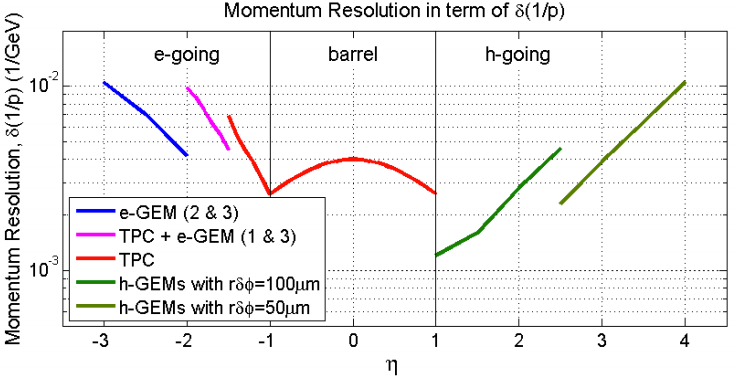 Momentum Resolution in term of δ(1/p)
e-going
barrel
h-going
Momentum Resolution, δ(1/p) (1/GeV)
10⁻²
10⁻³
e-GEM (2 & 3)
TPC + e-GEM (1 & 3)
TPC
h-GEMs with rδϕ=100μm
h-GEMs with rδϕ=50μm
-3 -2 -1 0 1 2 3 4
η